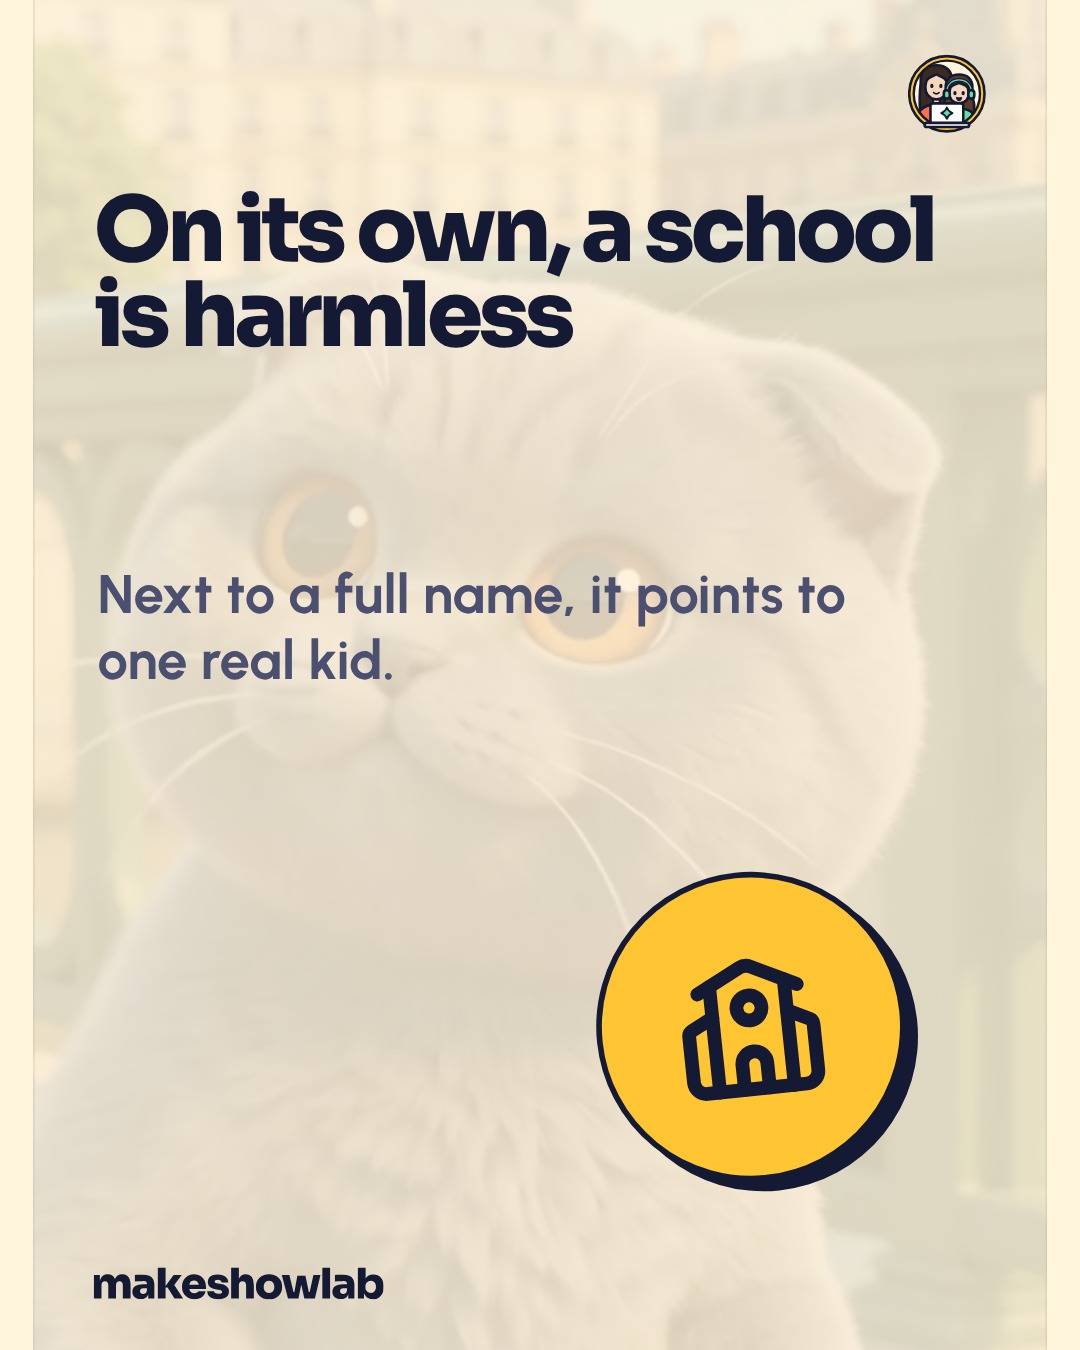 On its own, a school
is harmless
Next to a full name, it points to
one real kid.
makeshowlab